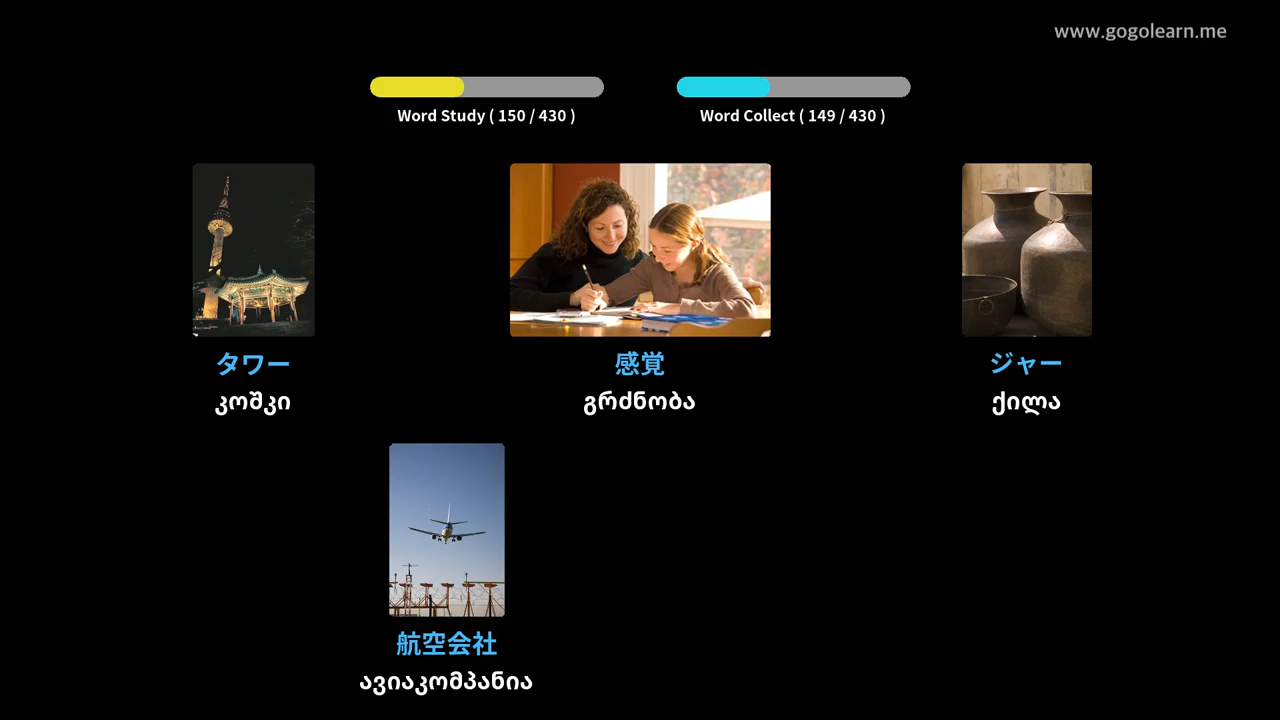 www.gogolearn.me
Word Study ( 150 / 430 )
Word Collect ( 149 / 430 )
タワー
კოშკი
感覚
გრძნობა
ジャー
ქილა
航空会社
ავიაკომპანია